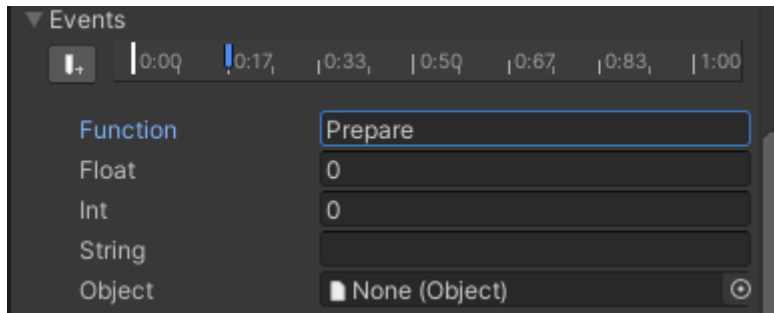 Events
0:00 0:17 0:33 0:50 0:67 0:83 1:00
Function Prepare
Float 0
Int 0
String
Object None (Object)